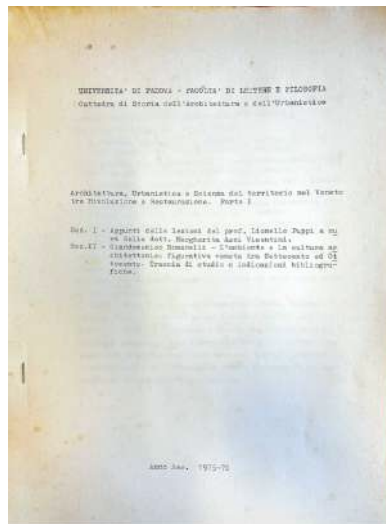 UNIVERSITA' DI PADOVA - FACOLTA' DI LETTERE E FILOSOFIA
Cattedra di Storia dell'Architettura e dell'Urbanistica
Architettura, Urbanistica e Scienza del territorio nel Veneto
tra Rivoluzione e Restaurazione. Parte I
Sez. I - Appunti dalle lezioni del prof. Lionello Puppi a cu
ra della dott. Margherita Azzi Visentini.
Sez.II - Giandomenico Romanelli - L'ambiente e la cultura ar
chitettonico figurativa veneta tra Settecento ed Ot
tocento. Traccia di studio e indicazioni bibliogra-
fiche.
Anno Acc. 1975-76